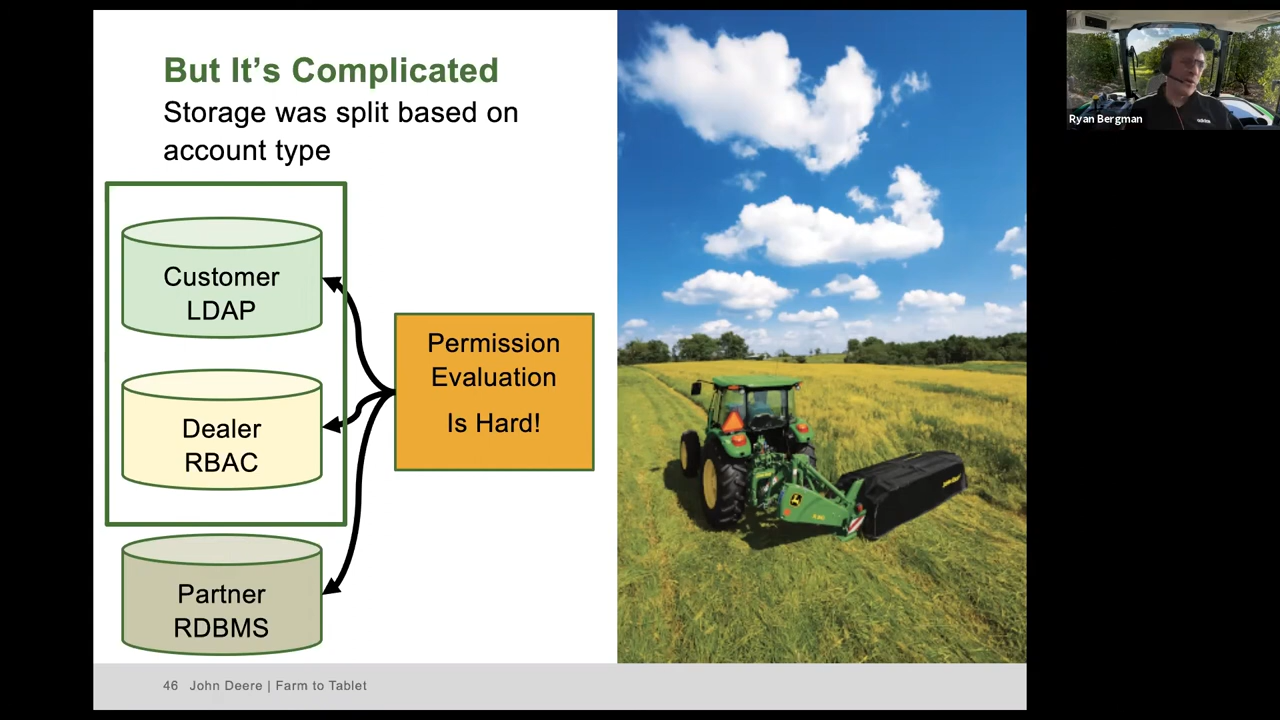 But It’s Complicated
Storage was split based on
account type
Customer
LDAP
Dealer
RBAC
Partner
RDBMS
Permission
Evaluation
Is Hard!
46 John Deere | Farm to Tablet
Ryan Bergman